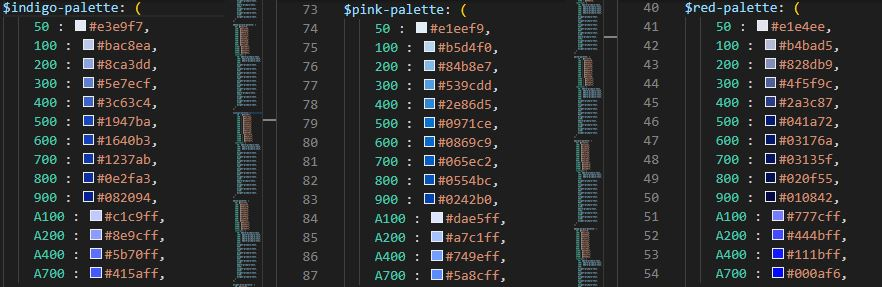 $indigo-palette: (
50 : #e3e9f7,
100 : #bac8ea,
200 : #8ca3dd,
300 : #5e7ecf,
400 : #3c63c4,
500 : #1947ba,
600 : #1640b3,
700 : #1237ab,
800 : #0e2fa3,
900 : #082094,
A100 : #c1c9ff,
A200 : #8e9cff,
A400 : #5b70ff,
A700 : #415aff,
73 $pink-palette: (
74 50 : #e1eef9,
75 100 : #b5d4f0,
76 200 : #84b8e7,
77 300 : #539cdd,
78 400 : #2e86d5,
79 500 : #0971ce,
80 600 : #0869c9,
81 700 : #065ec2,
82 800 : #0554bc,
83 900 : #0242b0,
84 A100 : #dae5ff,
85 A200 : #a7c1ff,
86 A400 : #749eff,
87 A700 : #5a8cff,
40 $red-palette: (
41 50 : #e1e4ee,
42 100 : #b4bad5,
43 200 : #828db9,
44 300 : #4f5f9c,
45 400 : #2a3c87,
46 500 : #041a72,
47 600 : #03176a,
48 700 : #03135f,
49 800 : #020f55,
50 900 : #010842,
51 A100 : #777cff,
52 A200 : #444bff,
53 A400 : #111bff,
54 A700 : #000af6,